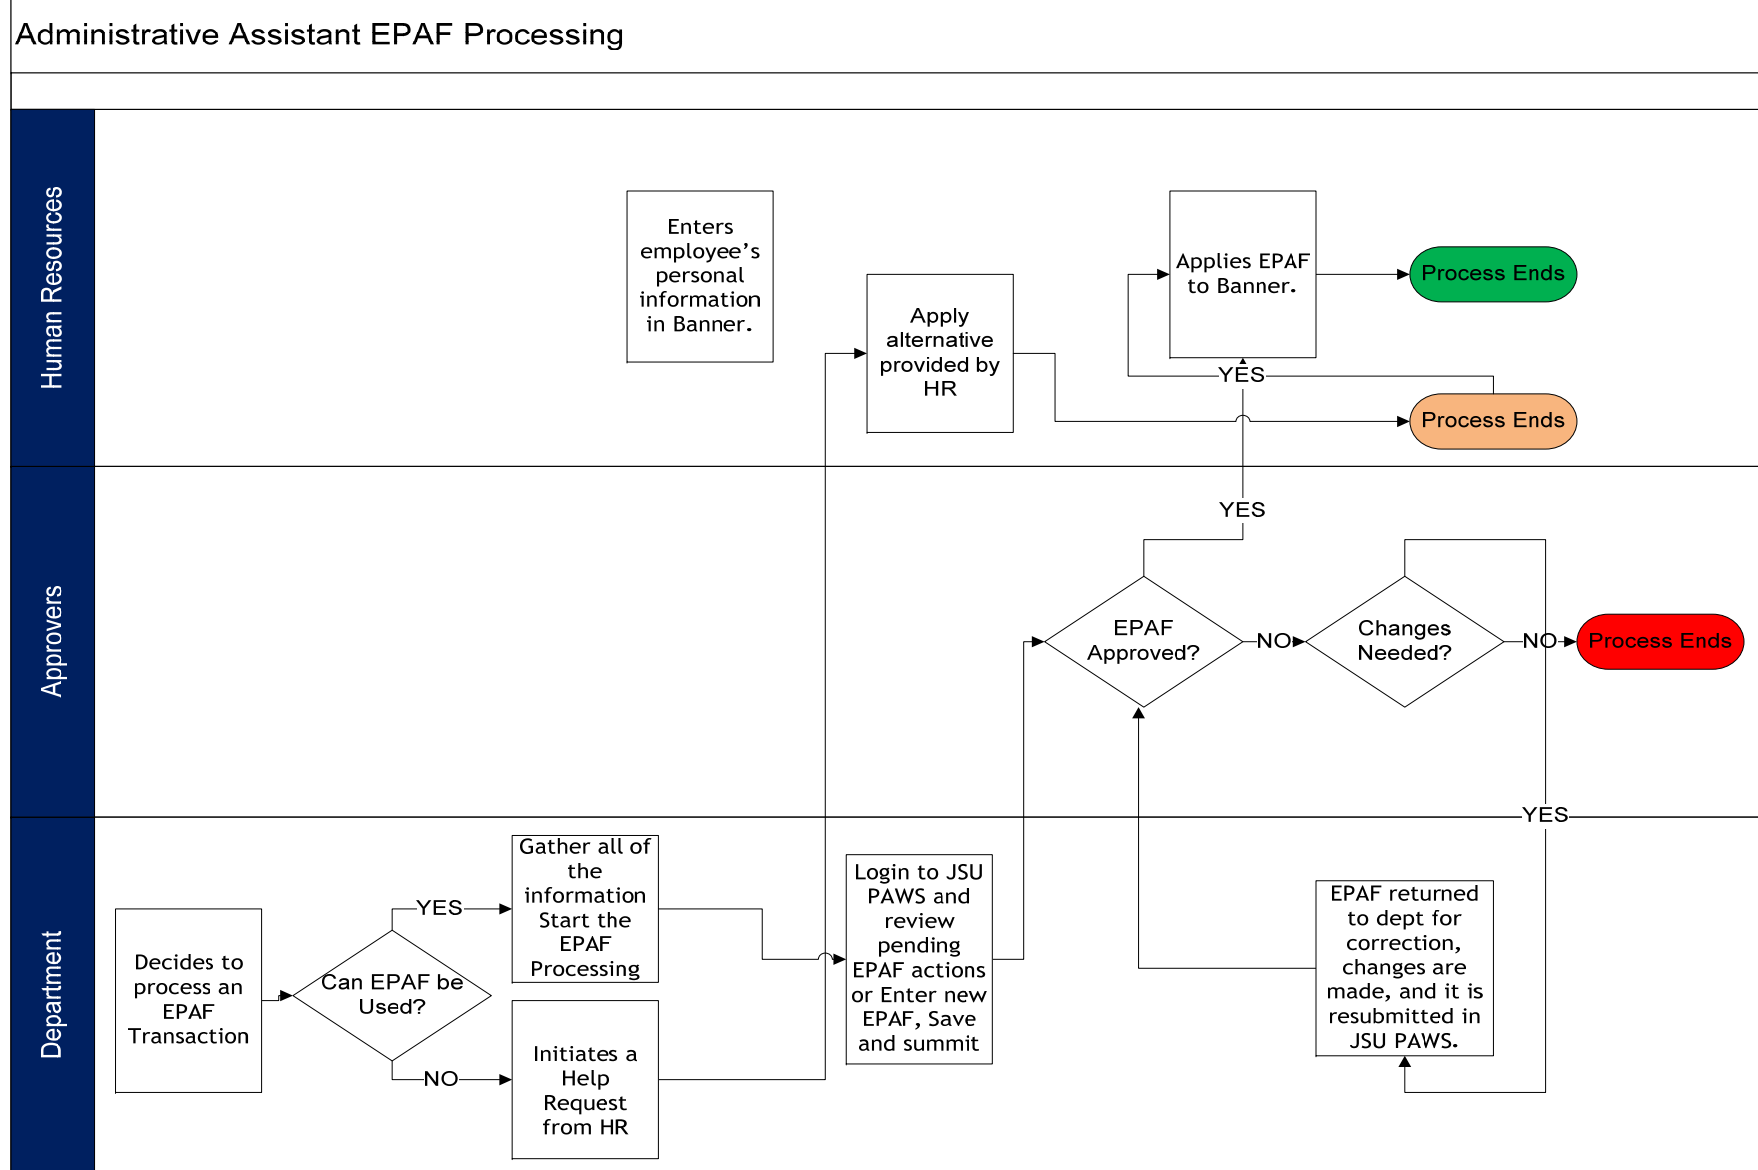 Administrative Assistant EPAF Processing
Human Resources
Enters
employee’s
personal
information
in Banner.
Apply
alternative
provided by
HR
Applies EPAF
to Banner.
Process Ends
YES
Process Ends
Approvers
YES
EPAF
Approved?
NO
Changes
Needed?
NO
Process Ends
YES
Department
Decides to
process an
EPAF
Transaction
Can EPAF be
Used?
YES
NO
Gather all of
the
information
Start the
EPAF
Processing
Initiates a
Help
Request
from HR
Login to JSU
PAWS and
review
pending
EPAF actions
or Enter new
EPAF, Save
and summit
EPAF returned
to dept for
correction,
changes are
made, and it is
resubmitted in
JSU PAWS.